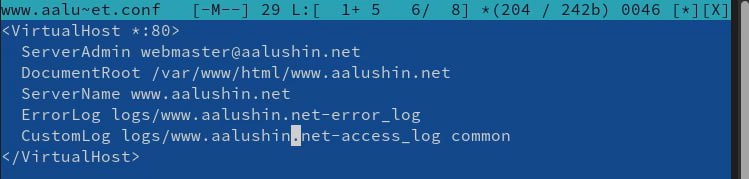 www.aalu~et.conf   [-M--] 29 L:[  1+ 5   6/  8] *(204 / 242b) 0046 [*][X]
<VirtualHost *:80>
  ServerAdmin webmaster@aalushin.net
  DocumentRoot /var/www/html/www.aalushin.net
  ServerName www.aalushin.net
  ErrorLog logs/www.aalushin.net-error_log
  CustomLog logs/www.aalushin.net-access_log common
</VirtualHost>